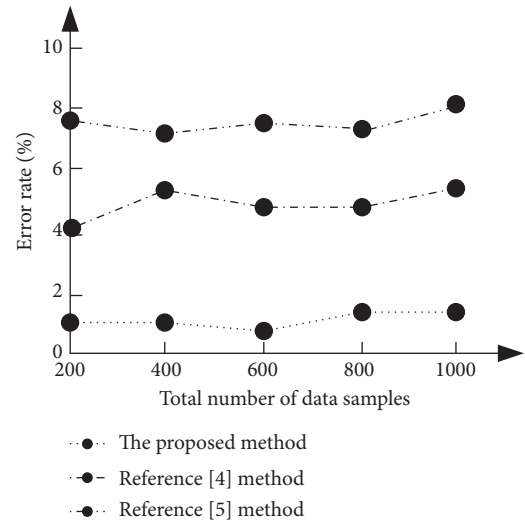 10
8
6
4
2
0
Error rate (%)
200 400 600 800 1000
Total number of data samples
The proposed method
Reference [4] method
Reference [5] method